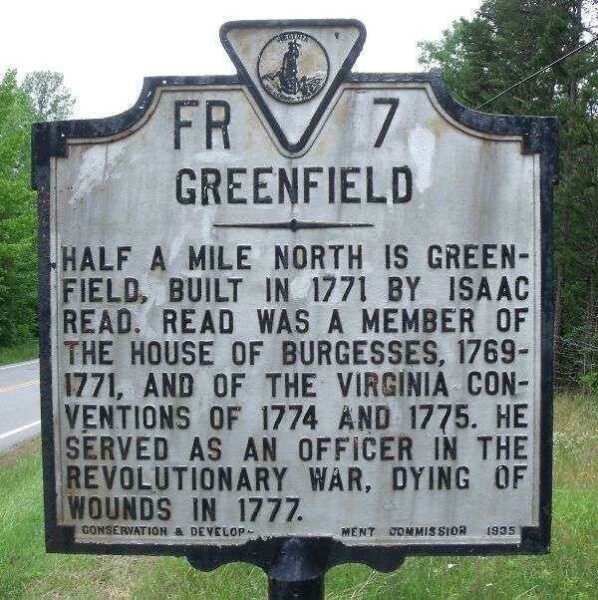 VIRGINIA
FR 7
GREENFIELD
HALF A MILE NORTH IS GREEN-
FIELD, BUILT IN 1771 BY ISAAC
READ. READ WAS A MEMBER OF
THE HOUSE OF BURGESSES, 1769-
1771, AND OF THE VIRGINIA CON-
VENTIONS OF 1774 AND 1775. HE
SERVED AS AN OFFICER IN THE
REVOLUTIONARY WAR, DYING OF
WOUNDS IN 1777.
CONSERVATION & DEVELOP- MENT COMMISSION 1935